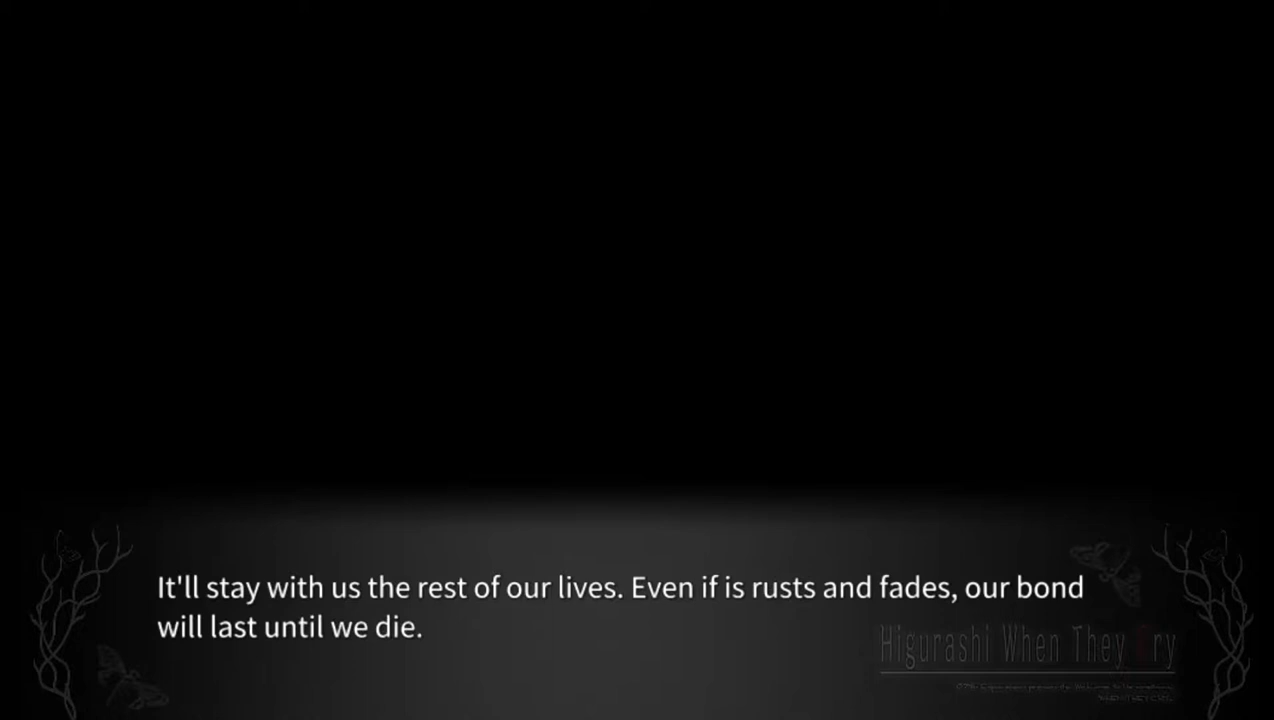 It'll stay with us the rest of our lives. Even if is rusts and fades, our bond
will last until we die.
Higurashi When They Cry